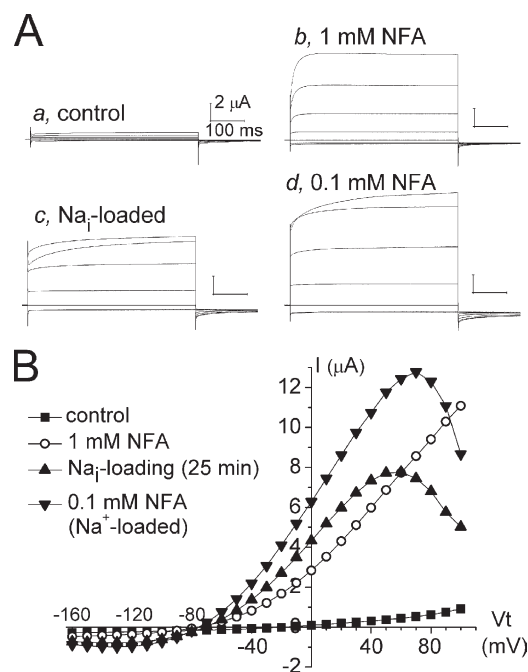 A
b, 1 mM NFA
a, control
2 μA
100 ms
c, Nai-loaded
d, 0.1 mM NFA
B
I (μA)
control
1 mM NFA
Nai-loading (25 min)
0.1 mM NFA
(Na+-loaded)
12
10
8
6
4
2
0
-2
-160
-120
-80
-40
40
80
Vt
(mV)